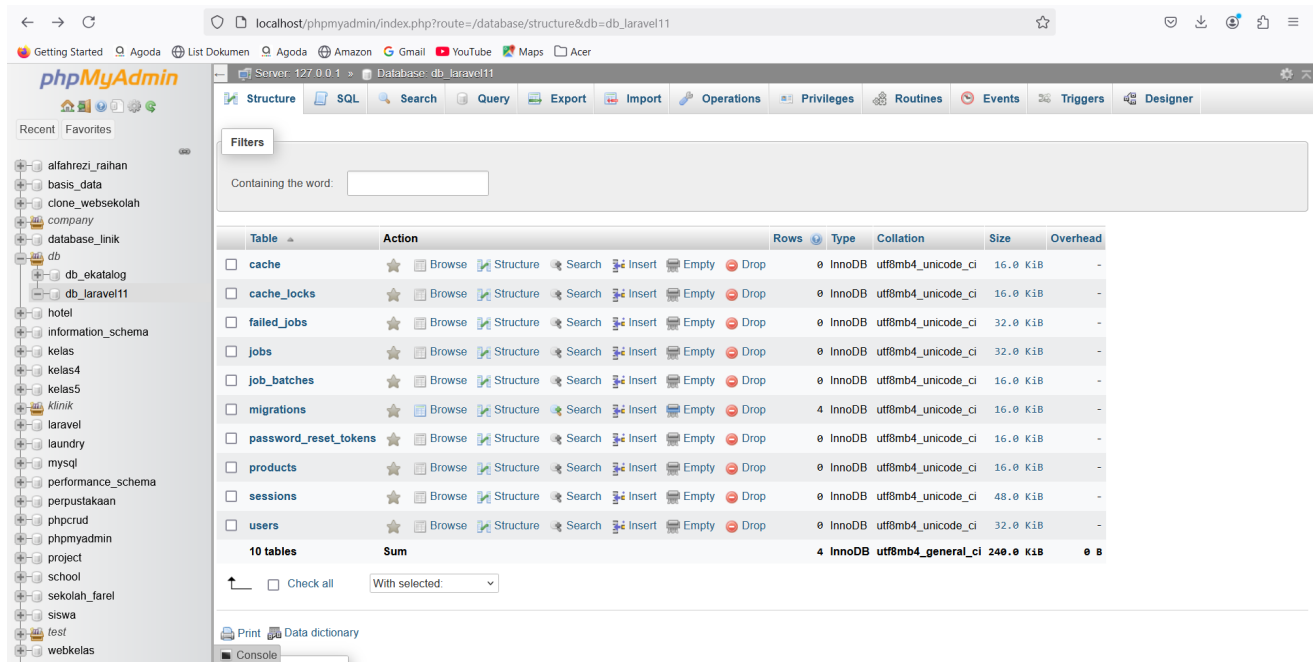 localhost/phpmyadmin/index.php?route=/database/structure&db=db_laravel11
Getting Started Agoda List Dokumen Agoda Amazon Gmail YouTube Maps Acer
phpMyAdmin
Recent Favorites
alfahrezi_raihan
basis_data
clone_websekolah
company
database_linik
db
db_ekatalog
db_laravel11
hotel
information_schema
kelas
kelas4
kelas5
klinik
laravel
laundry
mysql
performance_schema
perpustakaan
phpcrud
phpmyadmin
project
school
sekolah_farel
siswa
test
webkelas
Server: 127.0.0.1 » Database: db_laravel11
Structure SQL Search Query Export Import Operations Privileges Routines Events Triggers Designer
Filters
Containing the word:
Table Action Rows Type Collation Size Overhead
cache Browse Structure Search Insert Empty Drop 0 InnoDB utf8mb4_unicode_ci 16.0 KiB -
cache_locks Browse Structure Search Insert Empty Drop 0 InnoDB utf8mb4_unicode_ci 16.0 KiB -
failed_jobs Browse Structure Search Insert Empty Drop 0 InnoDB utf8mb4_unicode_ci 32.0 KiB -
jobs Browse Structure Search Insert Empty Drop 0 InnoDB utf8mb4_unicode_ci 32.0 KiB -
job_batches Browse Structure Search Insert Empty Drop 0 InnoDB utf8mb4_unicode_ci 16.0 KiB -
migrations Browse Structure Search Insert Empty Drop 4 InnoDB utf8mb4_unicode_ci 16.0 KiB -
password_reset_tokens Browse Structure Search Insert Empty Drop 0 InnoDB utf8mb4_unicode_ci 16.0 KiB -
products Browse Structure Search Insert Empty Drop 0 InnoDB utf8mb4_unicode_ci 16.0 KiB -
sessions Browse Structure Search Insert Empty Drop 0 InnoDB utf8mb4_unicode_ci 48.0 KiB -
users Browse Structure Search Insert Empty Drop 0 InnoDB utf8mb4_unicode_ci 32.0 KiB -
10 tables Sum 4 InnoDB utf8mb4_general_ci 240.0 KiB 0 B
Check all With selected:
Print Data dictionary
Console